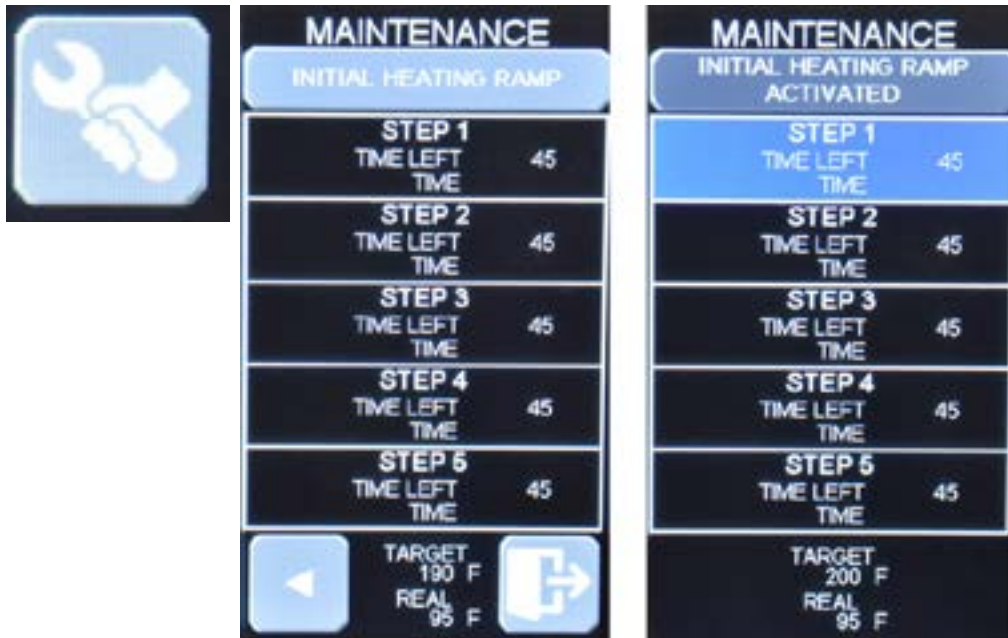 MAINTENANCE
INITIAL HEATING RAMP
STEP 1
TIME LEFT 45
TIME
STEP 2
TIME LEFT 45
TIME
STEP 3
TIME LEFT 45
TIME
STEP 4
TIME LEFT 45
TIME
STEP 5
TIME LEFT 45
TIME
TARGET
190 F
REAL
95 F
MAINTENANCE
INITIAL HEATING RAMP
ACTIVATED
STEP 1
TIME LEFT 45
TIME
STEP 2
TIME LEFT 45
TIME
STEP 3
TIME LEFT 45
TIME
STEP 4
TIME LEFT 45
TIME
STEP 5
TIME LEFT 45
TIME
TARGET
200 F
REAL
95 F